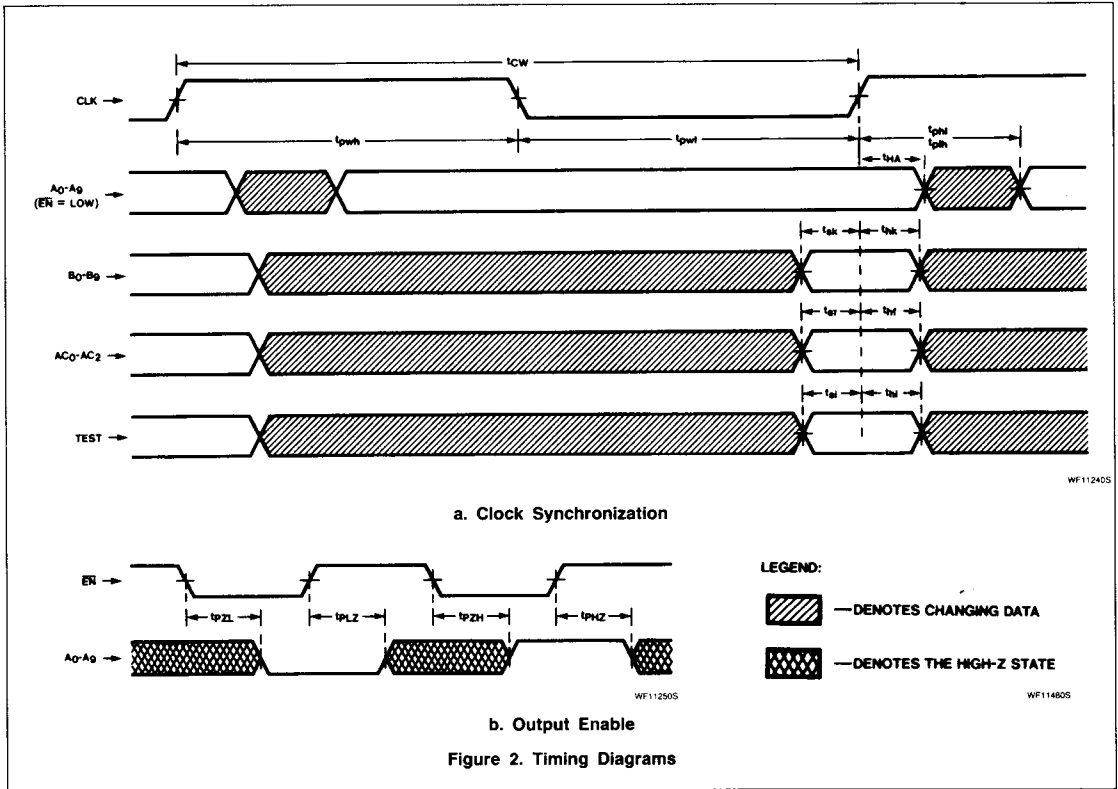 tCW
CLK →
tpwh
tpwl
tphl
tplh
tHA
A0-A9
(EN = LOW) →
tsk
thk
B0-B9 →
tsr
thf
AC0-AC2 →
tsi
thi
TEST →
WF11240S
a. Clock Synchronization
EN →
tPZL
tPLZ
tPZH
tPHZ
A0-A9 →
WF11250S
LEGEND:
—DENOTES CHANGING DATA
—DENOTES THE HIGH-Z STATE
WF11480S
b. Output Enable
Figure 2. Timing Diagrams